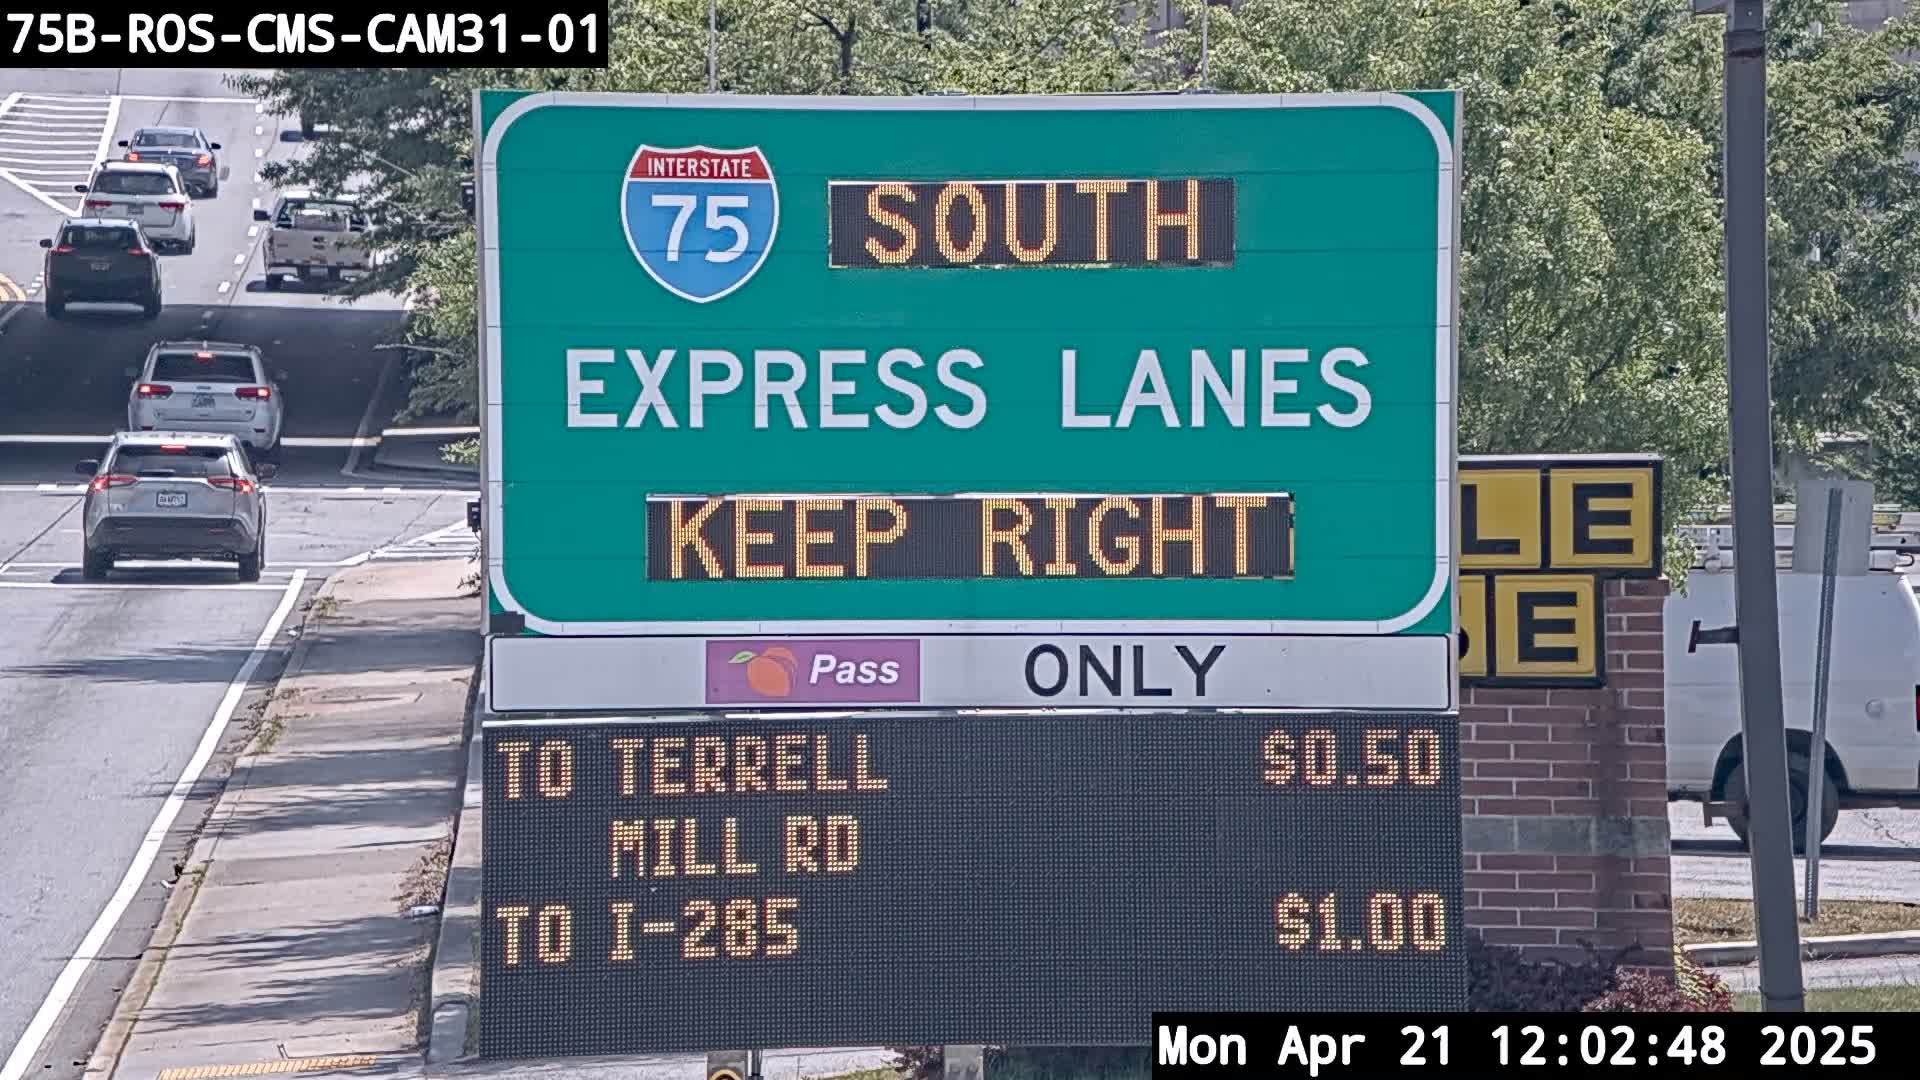 75B-ROS-CMS-CAM31-01
INTERSTATE
75
SOUTH
EXPRESS LANES
KEEP RIGHT
LE
E
Pass ONLY
TO TERRELL $0.50
MILL RD
TO I-285 $1.00
Mon Apr 21 12:02:48 2025